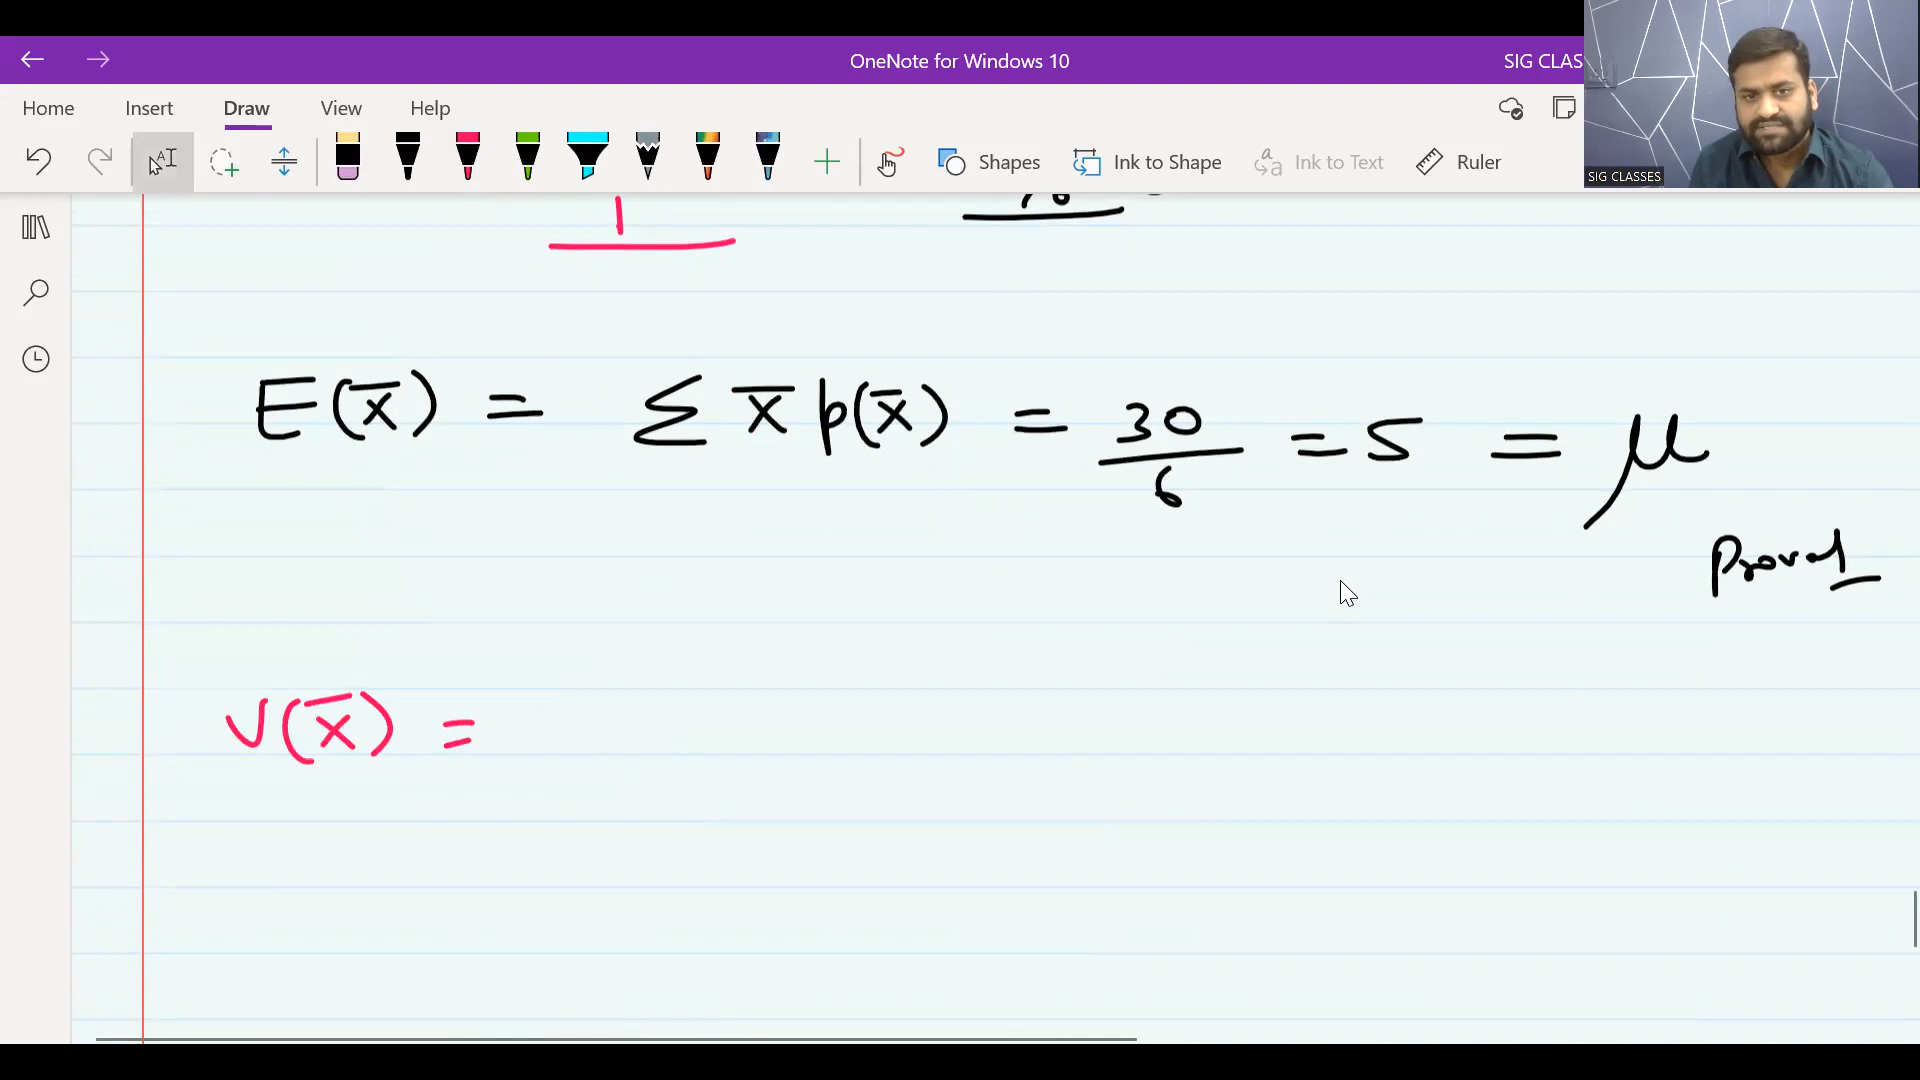 OneNote for Windows 10
SIG CLAS
Home Insert Draw View Help
Shapes Ink to Shape Ink to Text Ruler
SIG CLASSES
1
E(x̄) = Σ x̄ p(x̄) = 30/6 = 5 = μ
Proved
V(x̄) =